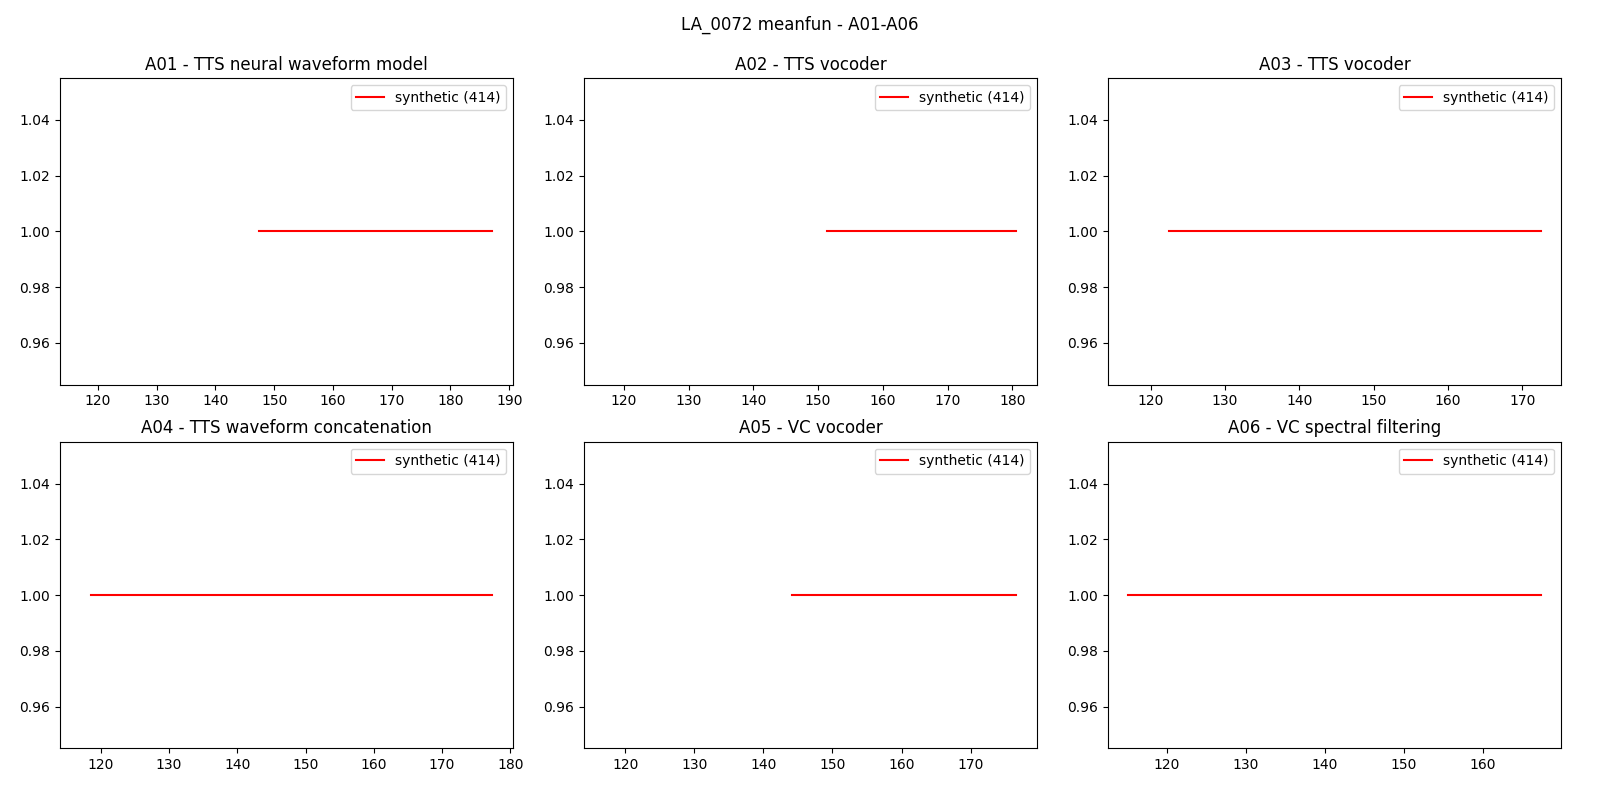 LA_0072 meanfun - A01-A06
A01 - TTS neural waveform model
synthetic (414)
1.04
1.02
1.00
0.98
0.96
120 130 140 150 160 170 180 190
A02 - TTS vocoder
synthetic (414)
1.04
1.02
1.00
0.98
0.96
120 130 140 150 160 170 180
A03 - TTS vocoder
synthetic (414)
1.04
1.02
1.00
0.98
0.96
120 130 140 150 160 170
A04 - TTS waveform concatenation
synthetic (414)
1.04
1.02
1.00
0.98
0.96
120 130 140 150 160 170 180
A05 - VC vocoder
synthetic (414)
1.04
1.02
1.00
0.98
0.96
120 130 140 150 160 170
A06 - VC spectral filtering
synthetic (414)
1.04
1.02
1.00
0.98
0.96
120 130 140 150 160